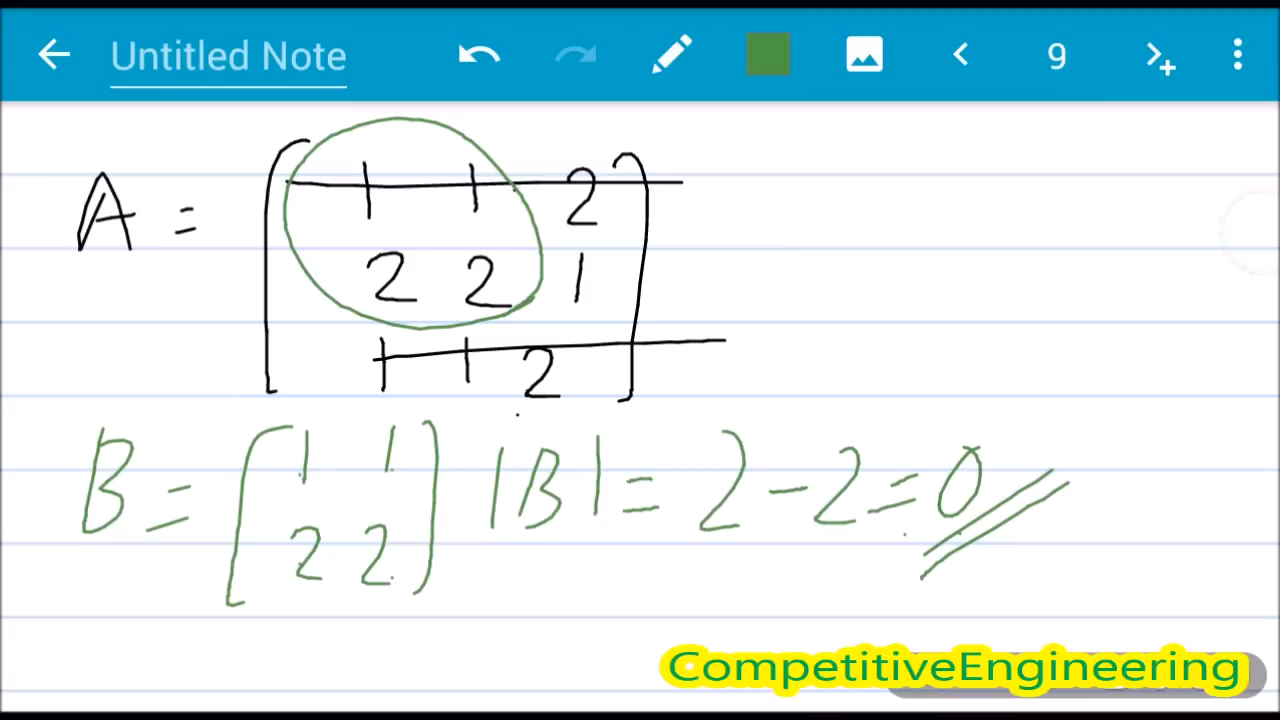 Untitled Note 9
1 1 2
A = 2 2 1
1 1 2
B = 1 1 |B| = 2 - 2 = 0
2 2
CompetitiveEngineering